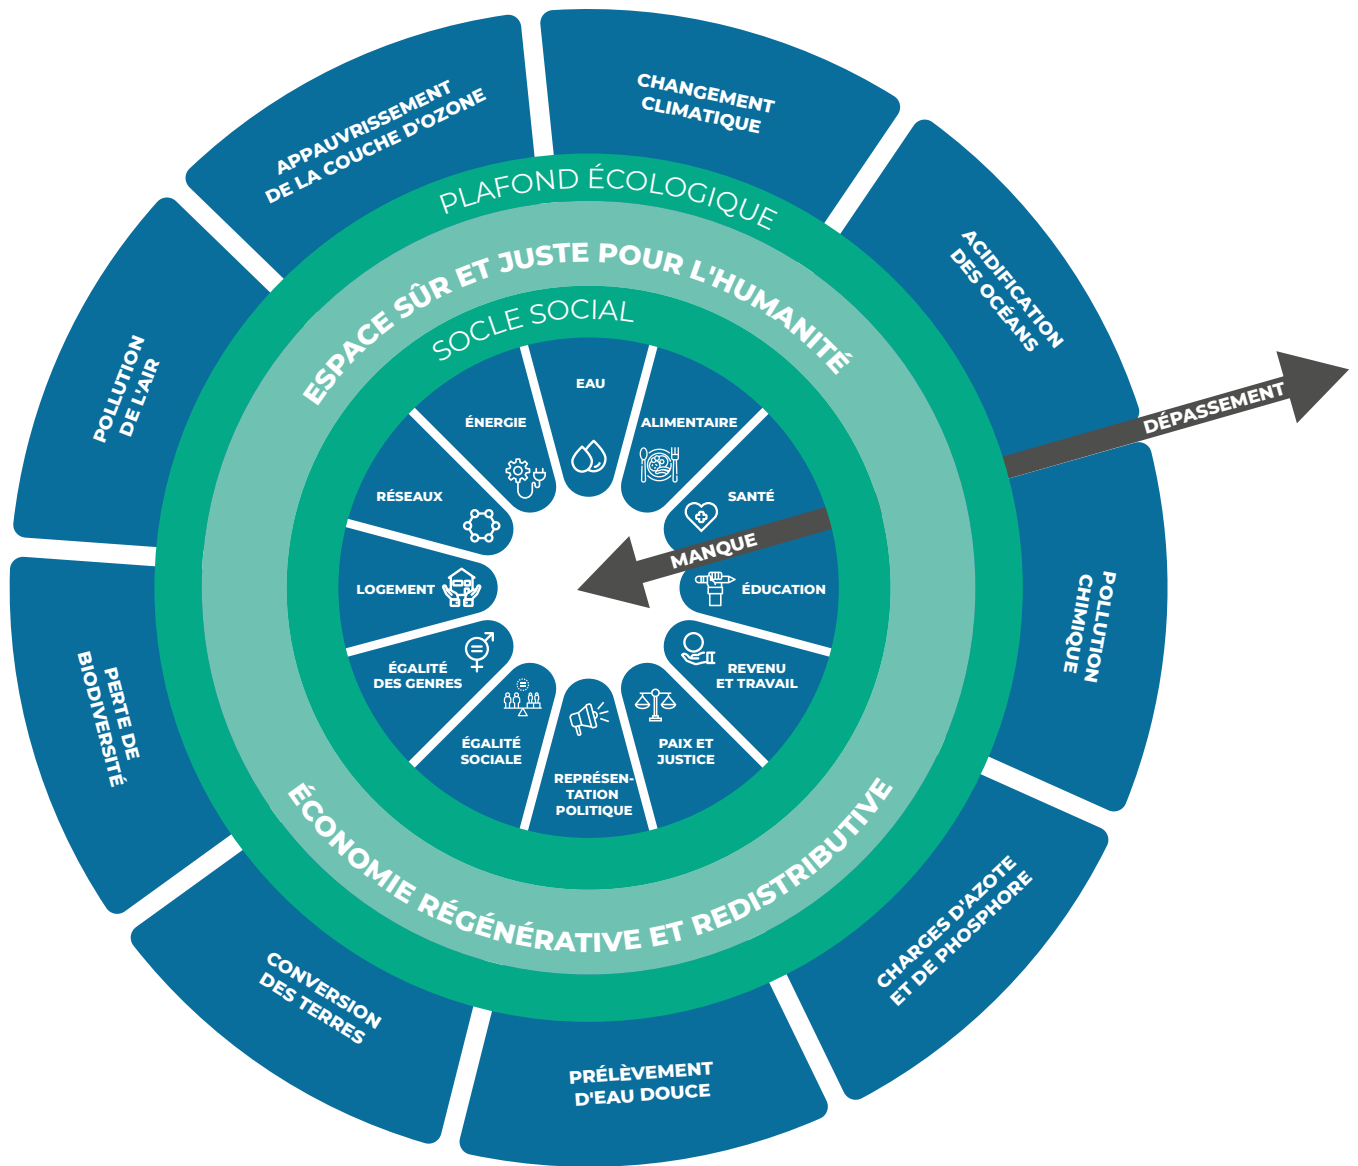 CHANGEMENT
CLIMATIQUE
APPAUVRISSEMENT
DE LA COUCHE D'OZONE
ACIDIFICATION
DES OCÉANS
POLLUTION
DE L'AIR
PLAFOND ÉCOLOGIQUE
ESPACE SÛR ET JUSTE POUR L'HUMANITÉ
SOCLE SOCIAL
EAU
ÉNERGIE
ALIMENTAIRE
RÉSEAUX
SANTÉ
DÉPASSEMENT
MANQUE
LOGEMENT
ÉDUCATION
ÉGALITÉ
DES GENRES
REVENU
ET TRAVAIL
ÉGALITÉ
SOCIALE
PAIX ET
JUSTICE
REPRÉSEN-
TATION
POLITIQUE
POLLUTION
CHIMIQUE
PERTE DE
BIODIVERSITÉ
ÉCONOMIE RÉGÉNÉRATIVE ET REDISTRIBUTIVE
CHARGES D'AZOTE
ET DE PHOSPHORE
CONVERSION
DES TERRES
PRÉLÈVEMENT
D'EAU DOUCE